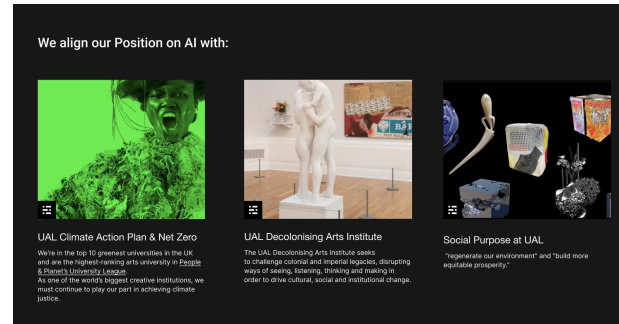 We align our Position on AI with:
UAL Climate Action Plan & Net Zero
We're in the top 10 greenest universities in the UK
and are the highest-ranking arts university in People
& Planet's University League.
As one of the world's biggest creative institutions, we
must continue to play our part in achieving climate
justice.
UAL Decolonising Arts Institute
The UAL Decolonising Arts Institute seeks
to challenge colonial and imperial legacies, disrupting
ways of seeing, listening, thinking and making in
order to drive cultural, social and institutional change.
Social Purpose at UAL
"regenerate our environment" and "build more
equitable prosperity."